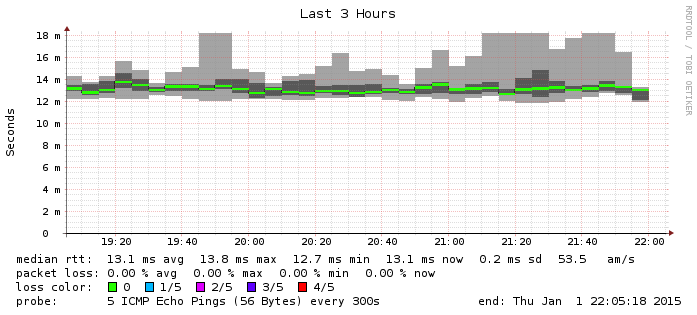 Last 3 Hours
RRDTOOL / TOBI OETIKER
Seconds
18 m
16 m
14 m
12 m
10 m
8 m
6 m
4 m
2 m
0
19:20 19:40 20:00 20:20 20:40 21:00 21:20 21:40 22:00
median rtt: 13.1 ms avg 13.8 ms max 12.7 ms min 13.1 ms now 0.2 ms sd 53.5 am/s
packet loss: 0.00 % avg 0.00 % max 0.00 % min 0.00 % now
loss color: 0 1/5 2/5 3/5 4/5
probe: 5 ICMP Echo Pings (56 Bytes) every 300s end: Thu Jan 1 22:05:18 2015